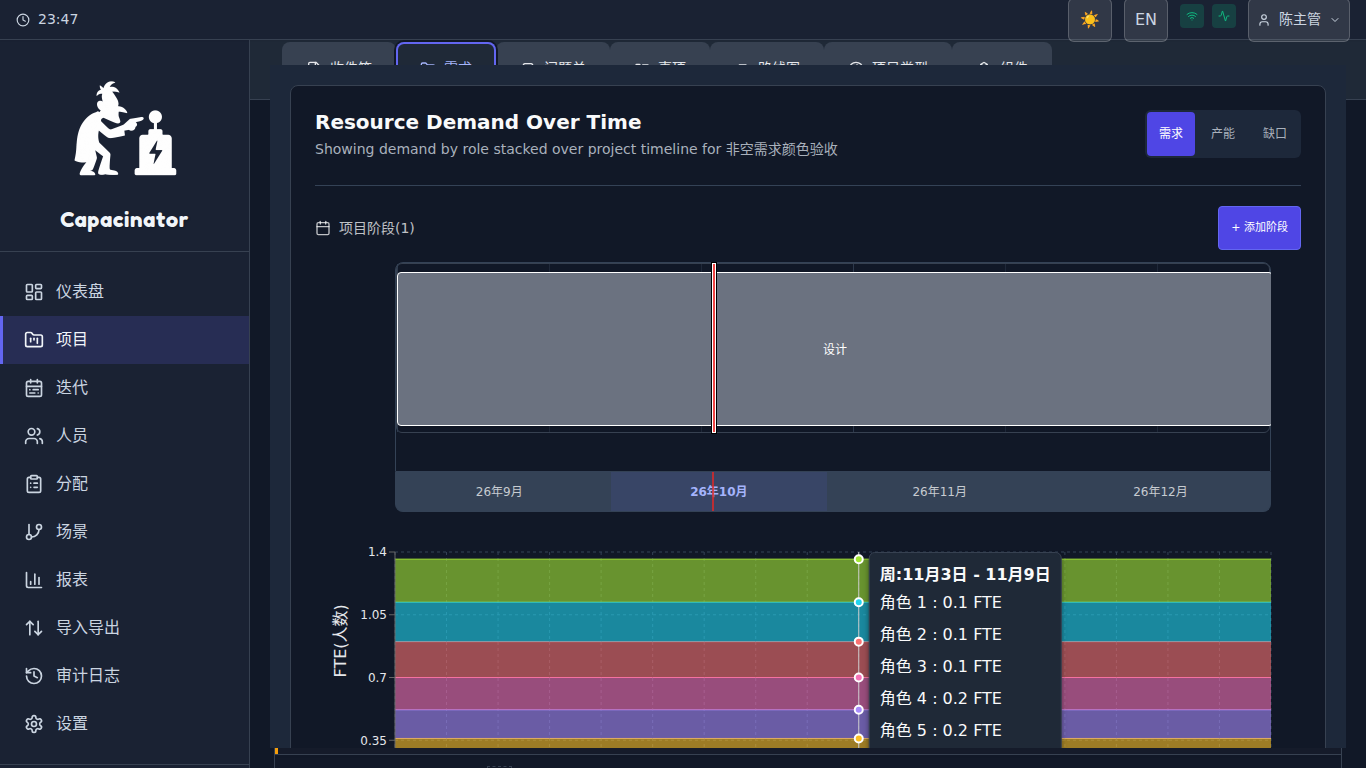 23:47
EN
陈主管
Capacinator
仪表盘
项目
迭代
人员
分配
场景
报表
导入导出
审计日志
设置
Resource Demand Over Time
Showing demand by role stacked over project timeline for 非空需求颜色验收
需求
产能
缺口
项目阶段(1)
+ 添加阶段
设计
26年9月
26年10月
26年11月
26年12月
FTE(人数)
1.4
1.05
0.7
0.35
周:11月3日 - 11月9日
角色 1 : 0.1 FTE
角色 2 : 0.1 FTE
角色 3 : 0.1 FTE
角色 4 : 0.2 FTE
角色 5 : 0.2 FTE